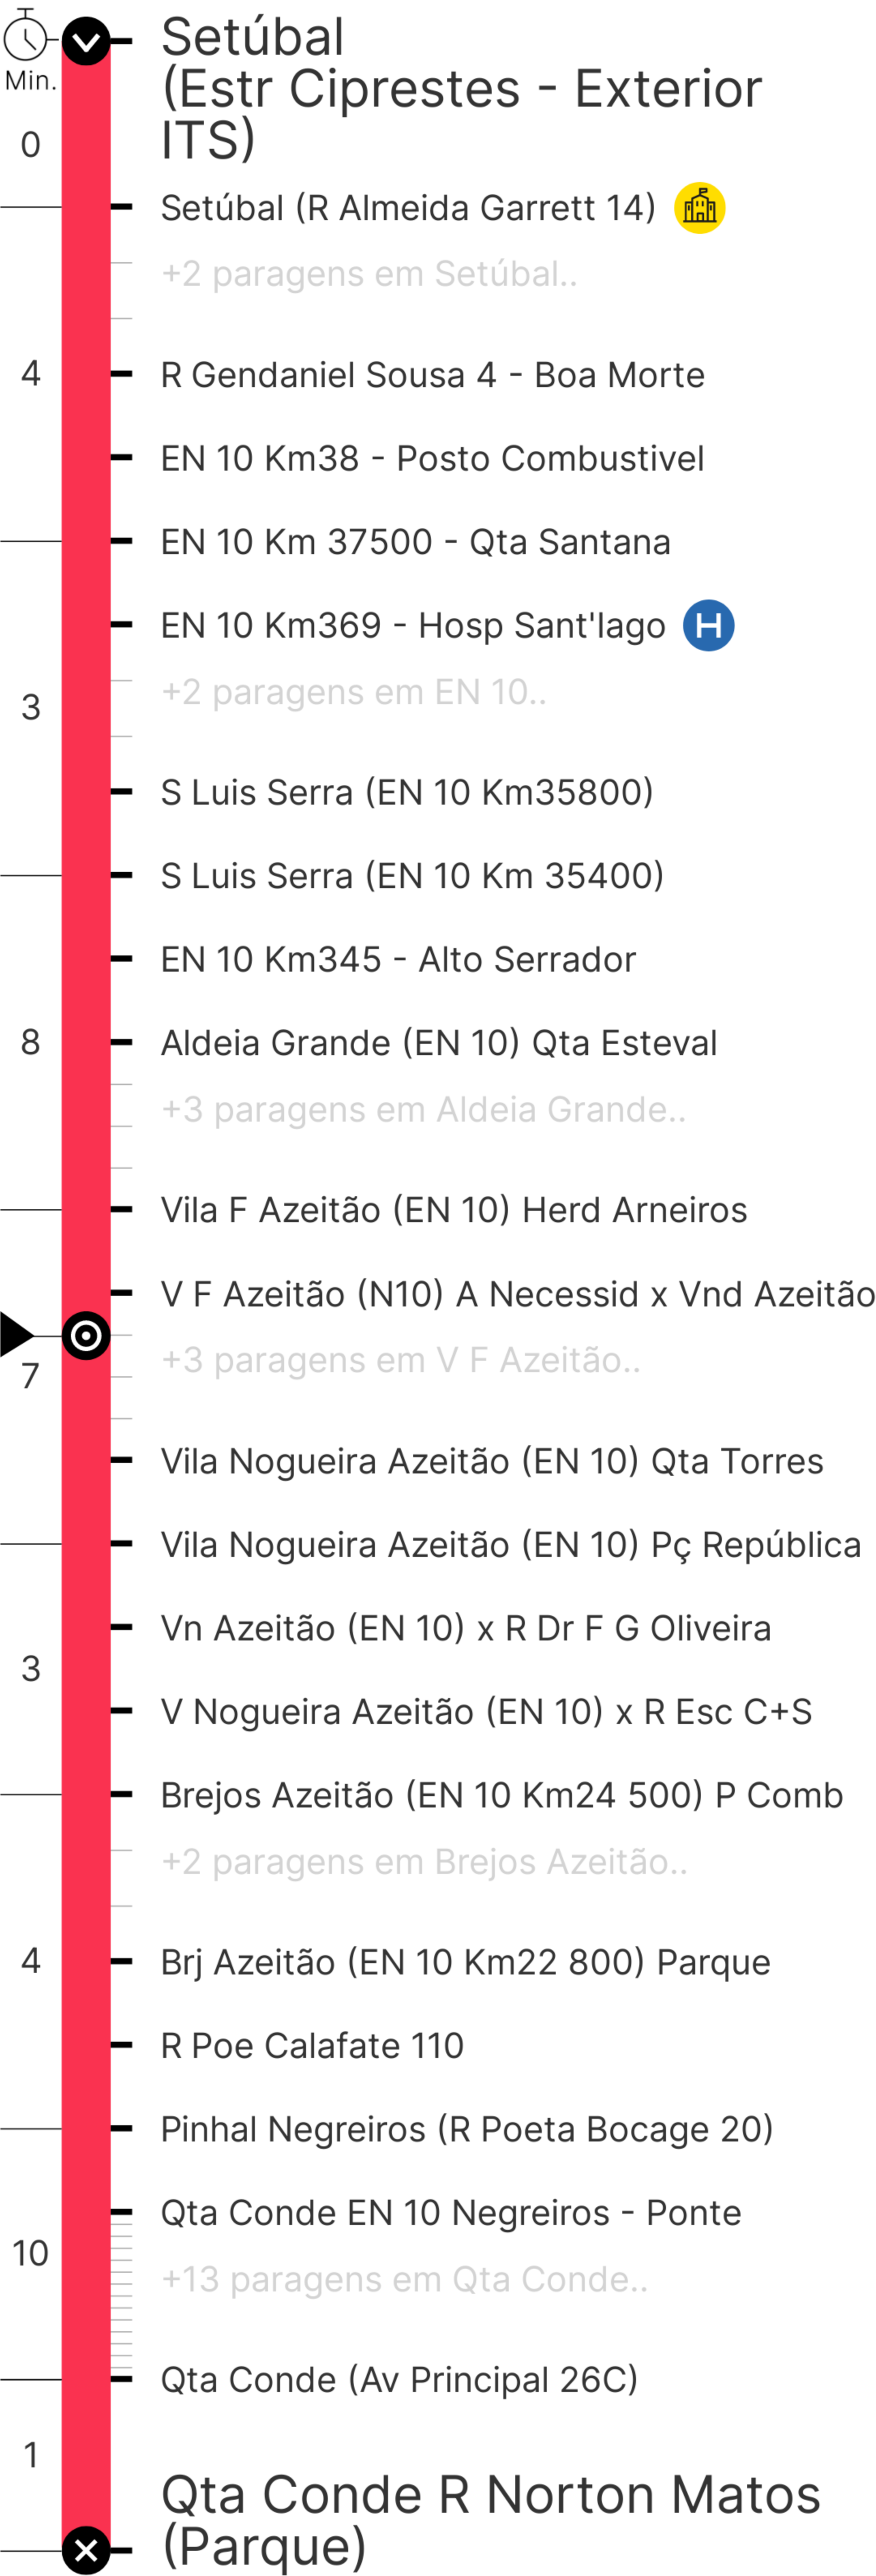 Setúbal
(Estr Ciprestes - Exterior
ITS)
Min.
0
Setúbal (R Almeida Garrett 14)
+2 paragens em Setúbal..
4
R Gendaniel Sousa 4 - Boa Morte
EN 10 Km38 - Posto Combustivel
EN 10 Km 37500 - Qta Santana
EN 10 Km369 - Hosp Sant'Iago H
+2 paragens em EN 10..
3
S Luis Serra (EN 10 Km35800)
S Luis Serra (EN 10 Km 35400)
EN 10 Km345 - Alto Serrador
8
Aldeia Grande (EN 10) Qta Esteval
+3 paragens em Aldeia Grande..
Vila F Azeitão (EN 10) Herd Arneiros
V F Azeitão (N10) A Necessid x Vnd Azeitão
+3 paragens em V F Azeitão..
7
Vila Nogueira Azeitão (EN 10) Qta Torres
Vila Nogueira Azeitão (EN 10) Pç República
Vn Azeitão (EN 10) x R Dr F G Oliveira
3
V Nogueira Azeitão (EN 10) x R Esc C+S
Brejos Azeitão (EN 10 Km24 500) P Comb
+2 paragens em Brejos Azeitão..
4
Brj Azeitão (EN 10 Km22 800) Parque
R Poe Calafate 110
Pinhal Negreiros (R Poeta Bocage 20)
Qta Conde EN 10 Negreiros - Ponte
10
+13 paragens em Qta Conde..
Qta Conde (Av Principal 26C)
1
Qta Conde R Norton Matos
(Parque)